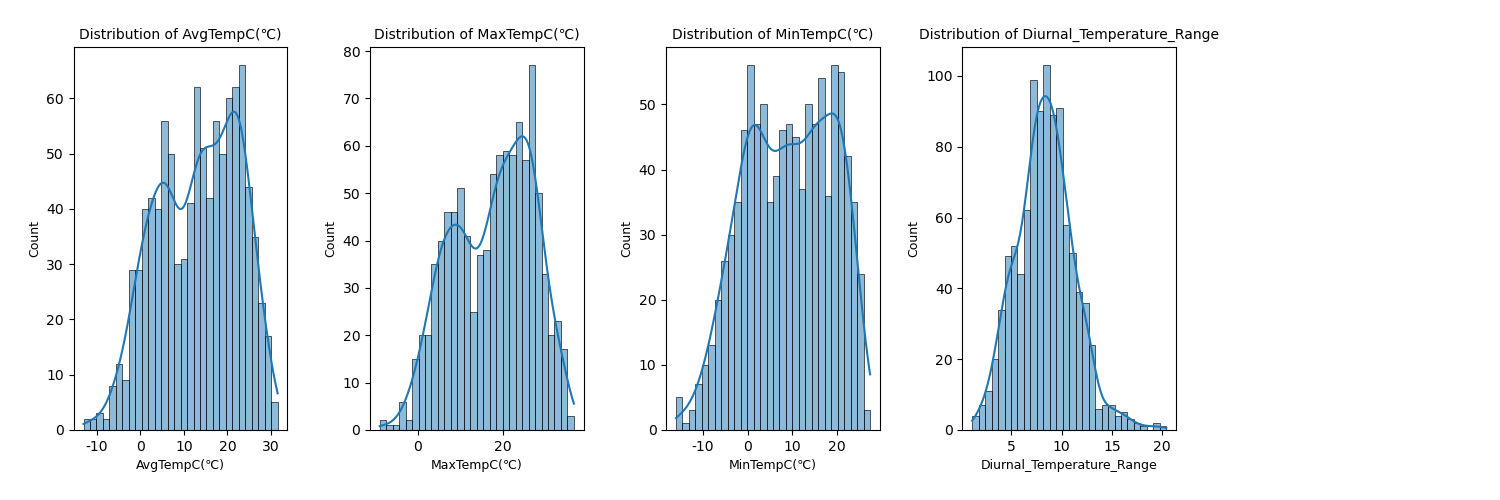 Distribution of AvgTempC(℃)
Count
60
50
40
30
20
10
0
-10 0 10 20 30
AvgTempC(℃)
Distribution of MaxTempC(℃)
Count
80
70
60
50
40
30
20
10
0
0 20
MaxTempC(℃)
Distribution of MinTempC(℃)
Count
50
40
30
20
10
0
-10 0 10 20
MinTempC(℃)
Distribution of Diurnal_Temperature_Range
Count
100
80
60
40
20
0
5 10 15 20
Diurnal_Temperature_Range